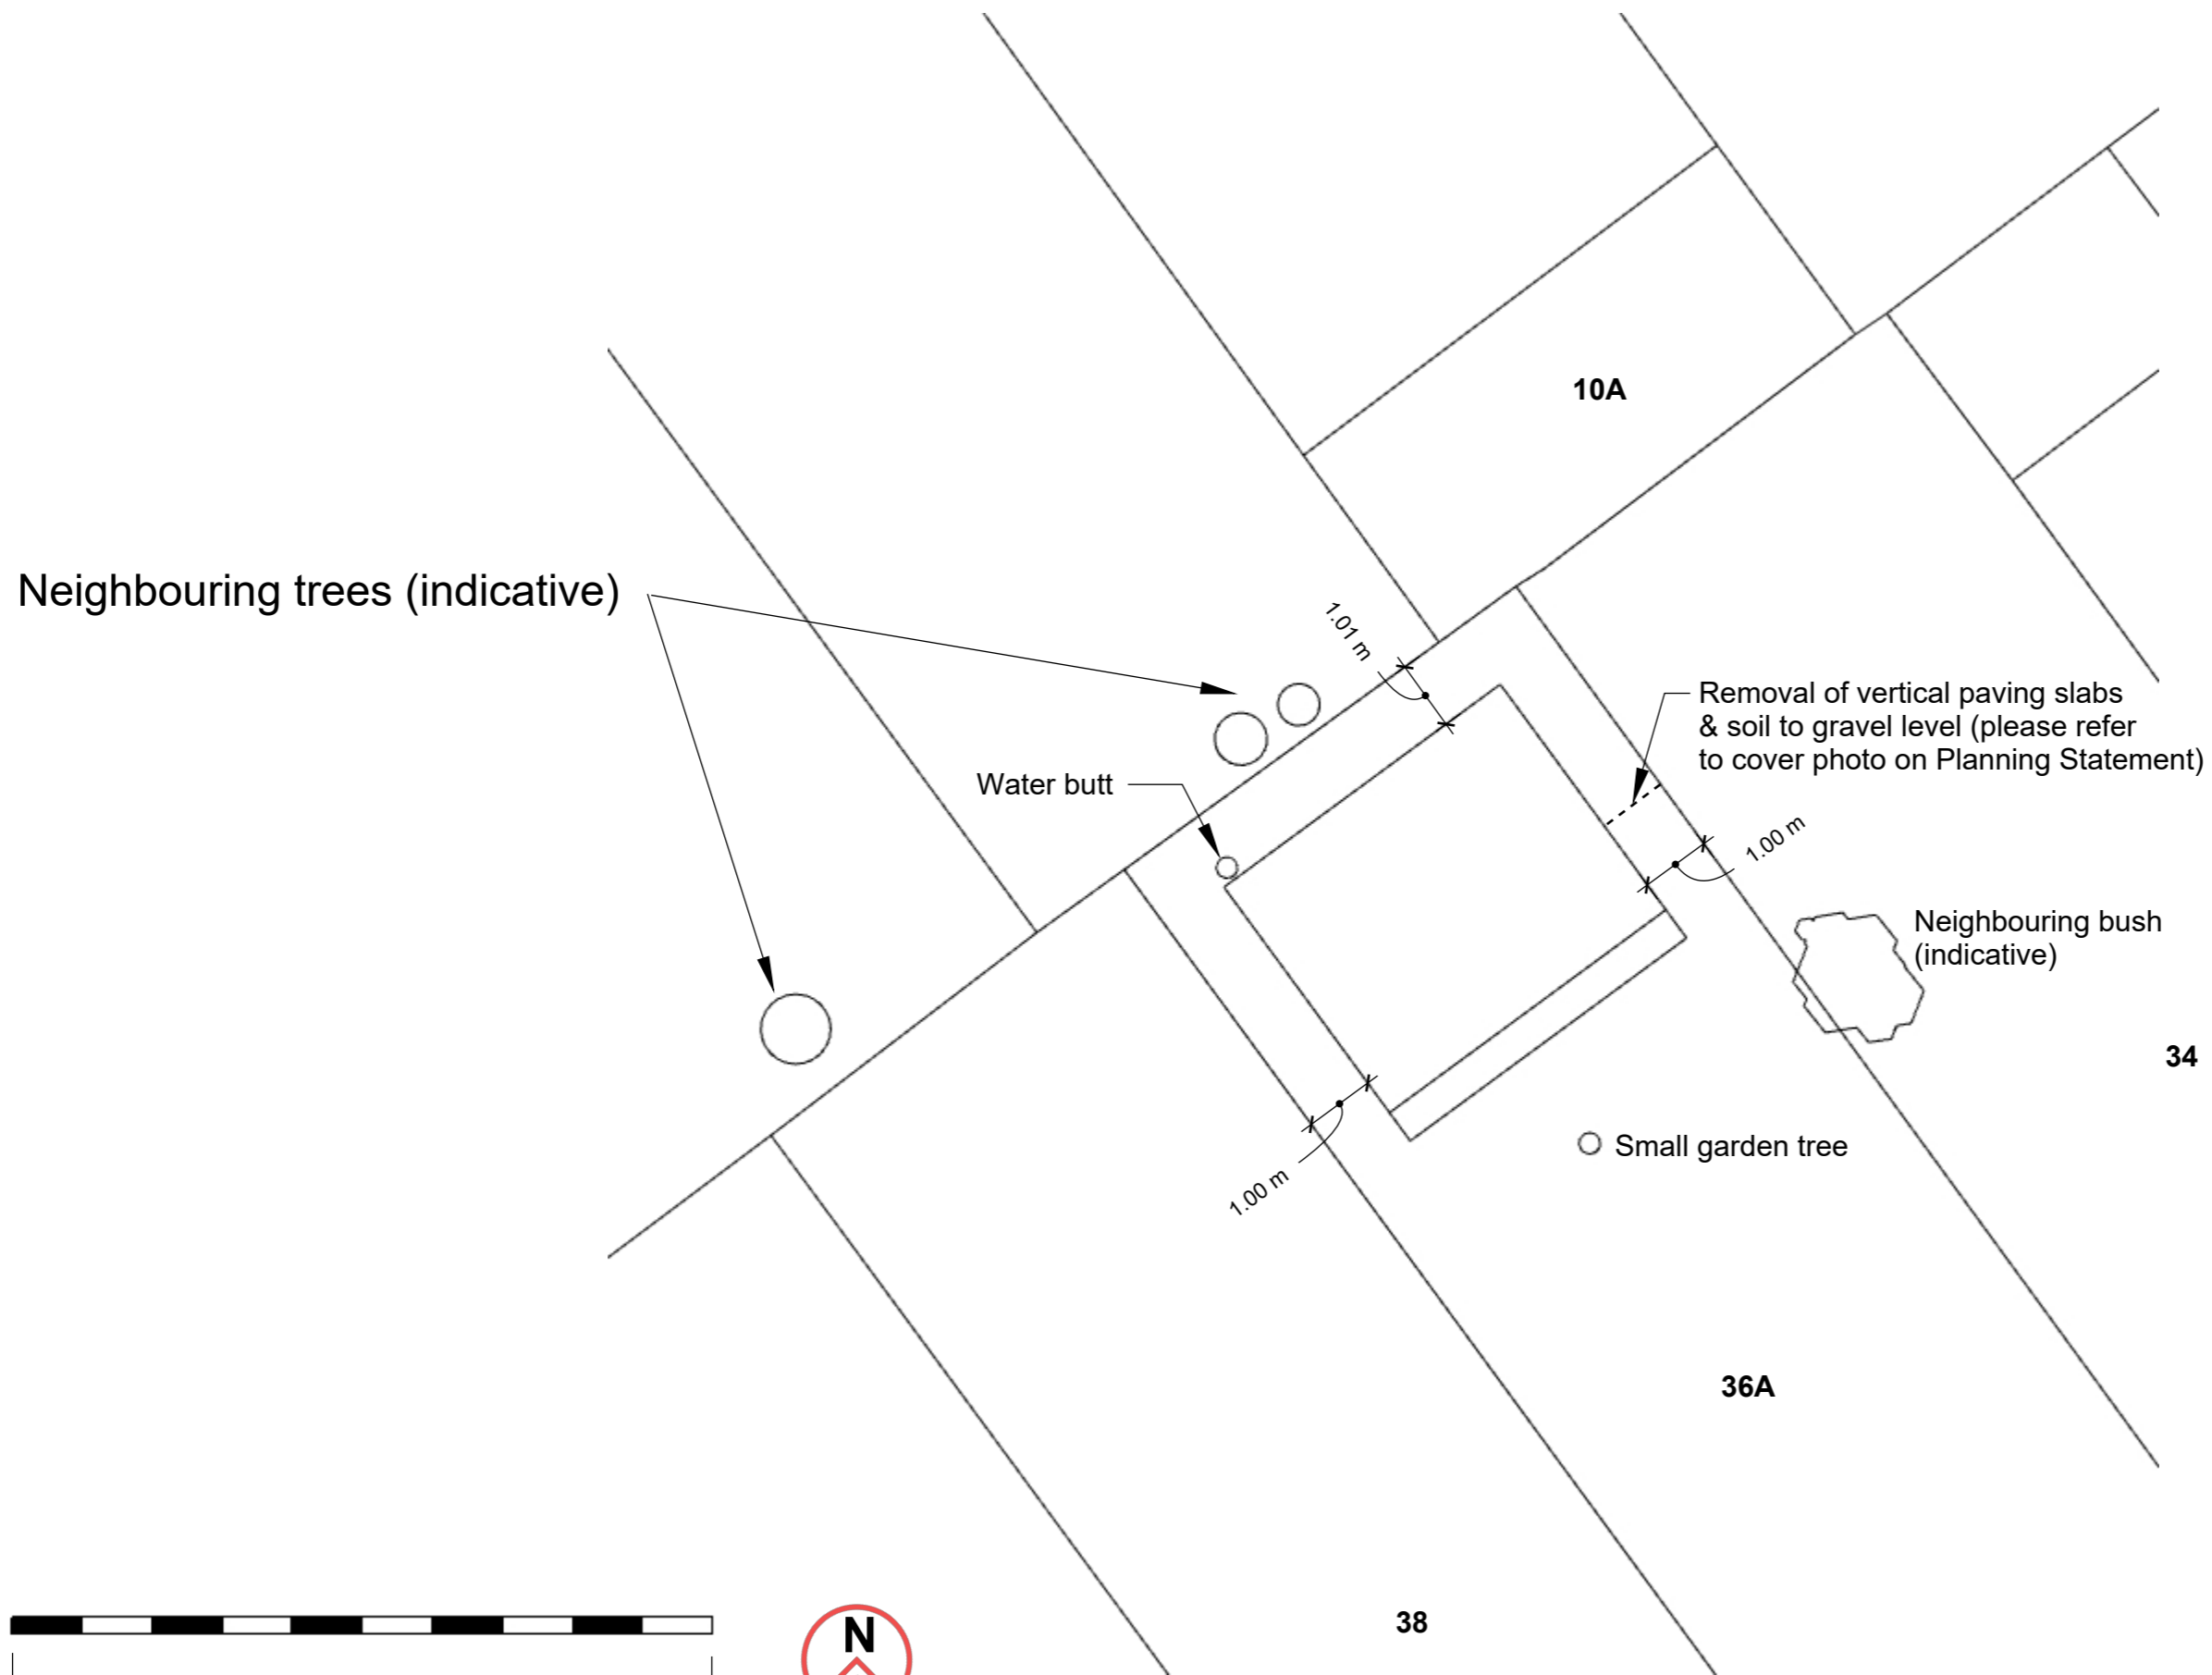 10A
Neighbouring trees (indicative)
1.01 m
Removal of vertical paving slabs
& soil to gravel level (please refer
to cover photo on Planning Statement)
Water butt
1.00 m
Neighbouring bush
(indicative)
34
Small garden tree
1.00 m
36A
38
N